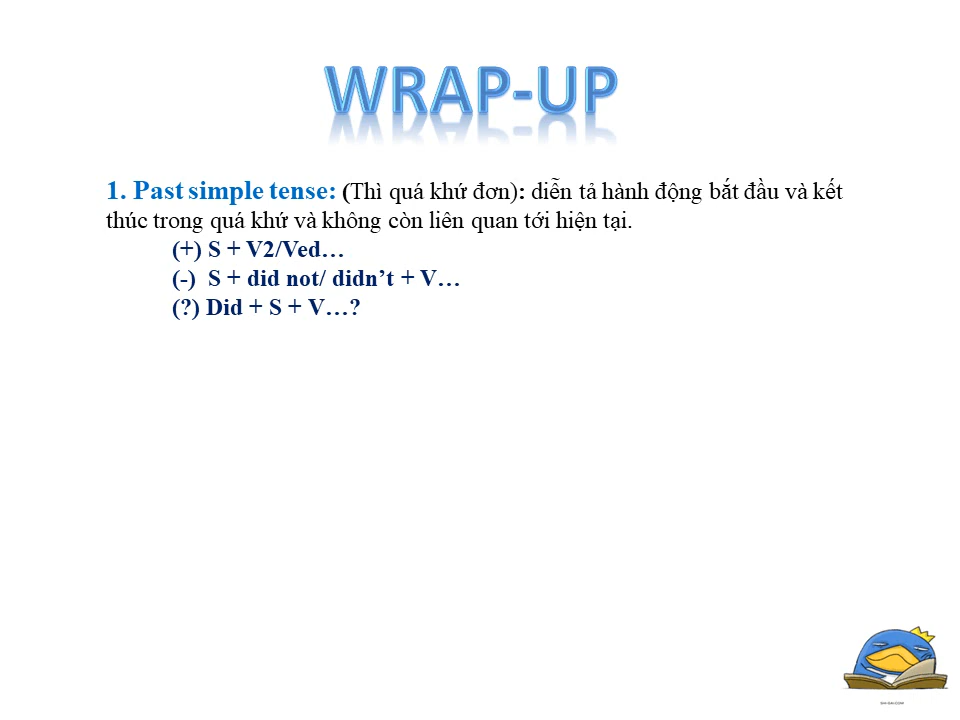 WRAP-UP
1. Past simple tense: (Thì quá khứ đơn): diễn tả hành động bắt đầu và kết
thúc trong quá khứ và không còn liên quan tới hiện tại.
(+) S + V2/Ved…
(-) S + did not/ didn’t + V…
(?) Did + S + V…?